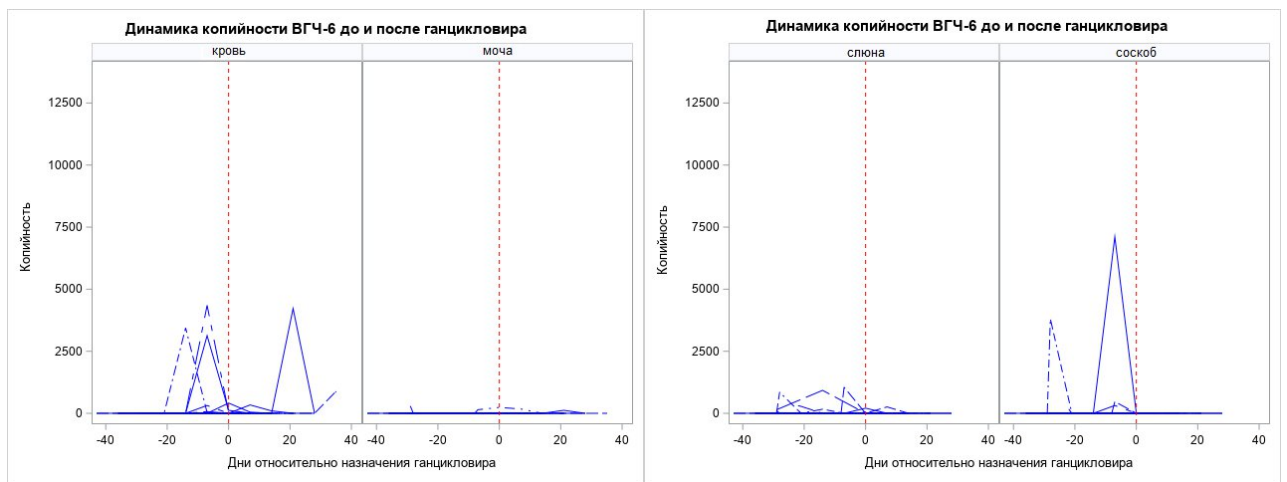 Динамика копийности ВГЧ-6 до и после ганцикловира
кровь
моча
Копийность
12500
10000
7500
5000
2500
0
-40 -20 0 20 40
-40 -20 0 20 40
Дни относительно назначения ганцикловира
Динамика копийности ВГЧ-6 до и после ганцикловира
слюна
соскоб
Копийность
12500
10000
7500
5000
2500
0
-40 -20 0 20 40
-40 -20 0 20 40
Дни относительно назначения ганцикловира